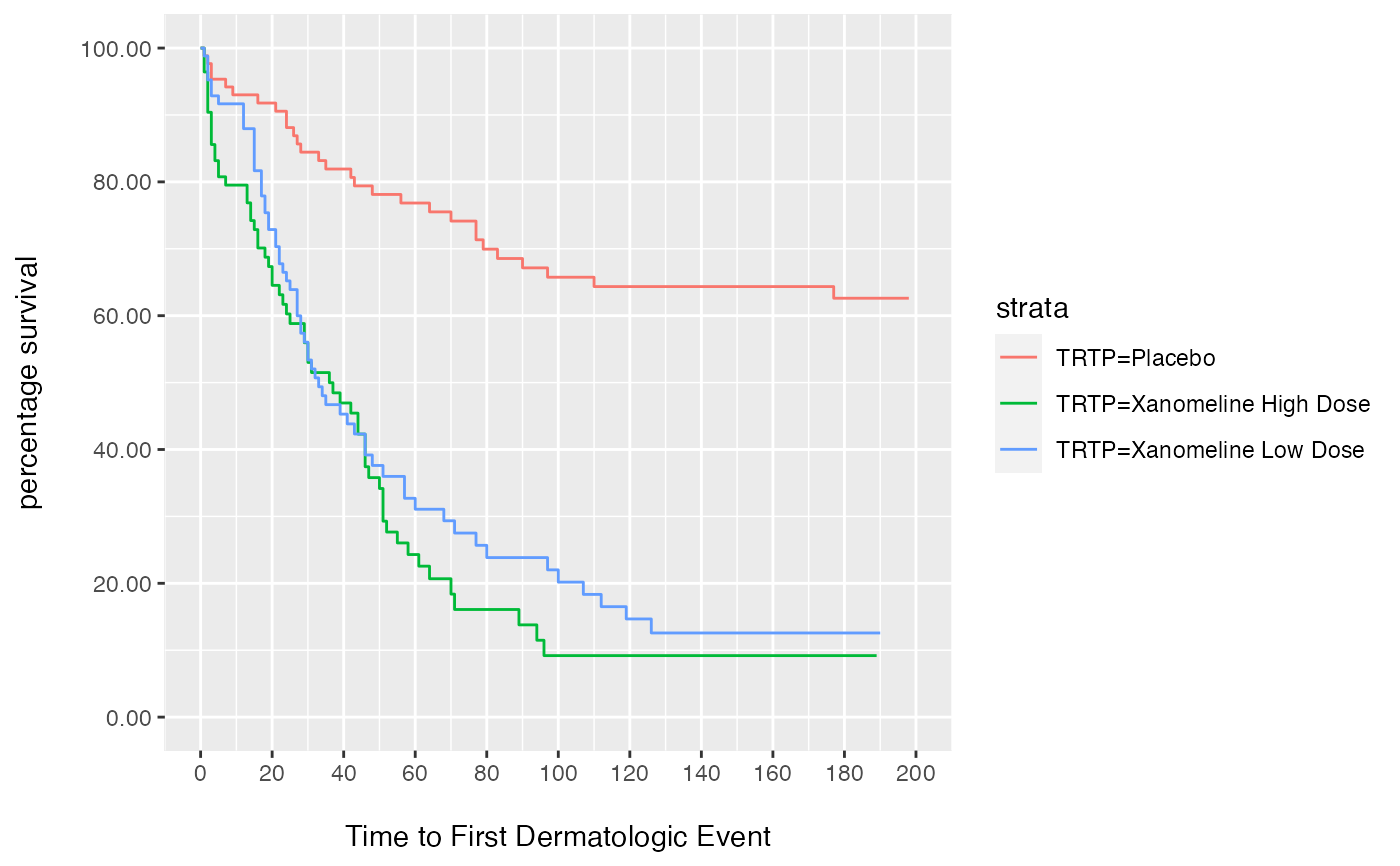 percentage survival
100.00
80.00
60.00
40.00
20.00
0.00
0 20 40 60 80 100 120 140 160 180 200
Time to First Dermatologic Event
strata
TRTP=Placebo
TRTP=Xanomeline High Dose
TRTP=Xanomeline Low Dose